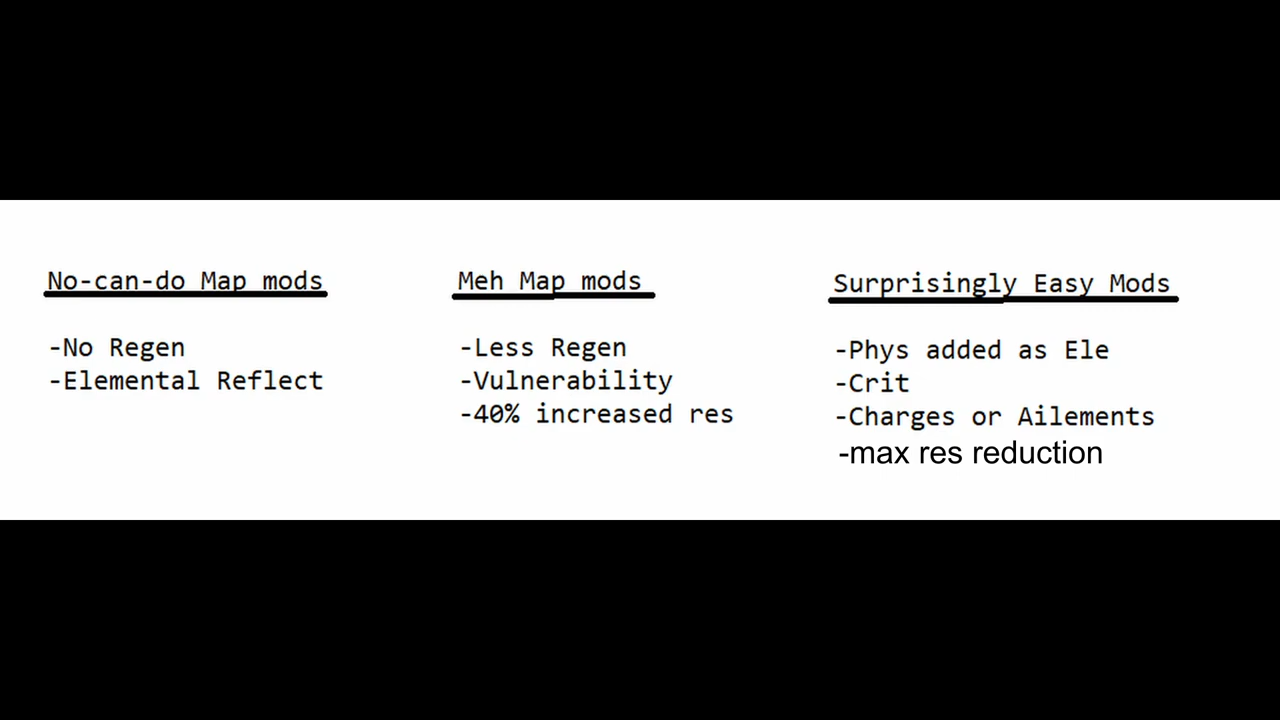 No-can-do Map mods
-No Regen
-Elemental Reflect
Meh Map mods
-Less Regen
-Vulnerability
-40% increased res
Surprisingly Easy Mods
-Phys added as Ele
-Crit
-Charges or Ailements
-max res reduction